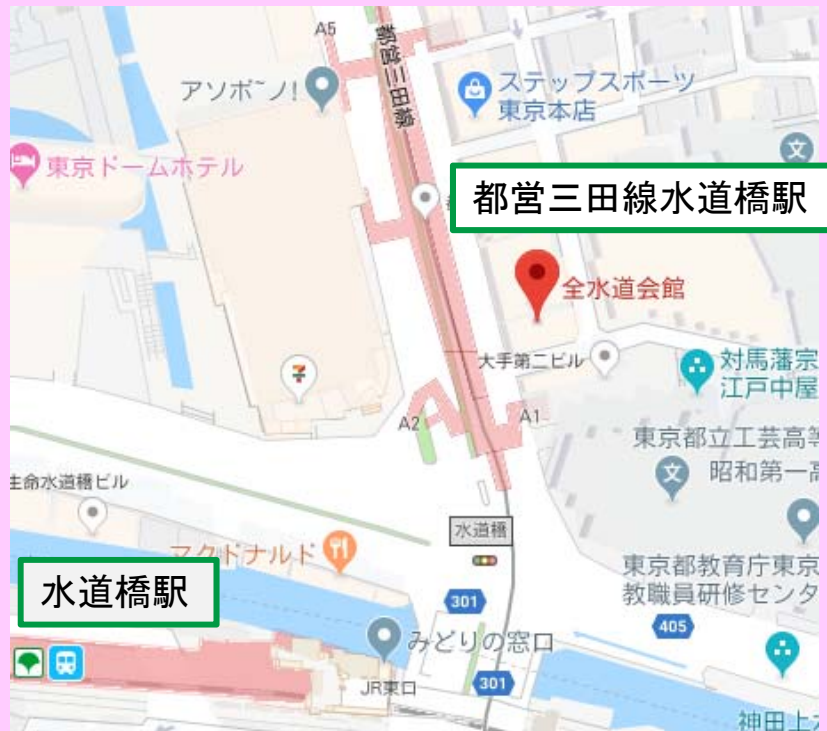 A5
都営三田線
アソボ~ノ!
ステップスポーツ
東京本店
文
東京ドームホテル
都営三田線水道橋駅
全水道会館
大手第二ビル
対馬藩宗
江戸中屋
7
A2
A1
東京都立工芸高等
文
昭和第一高
生命水道橋ビル
水道橋
マクドナルド
東京都教育庁東京
教職員研修センタ
水道橋駅
301
405
みどりの窓口
JR東口
301
神田上水